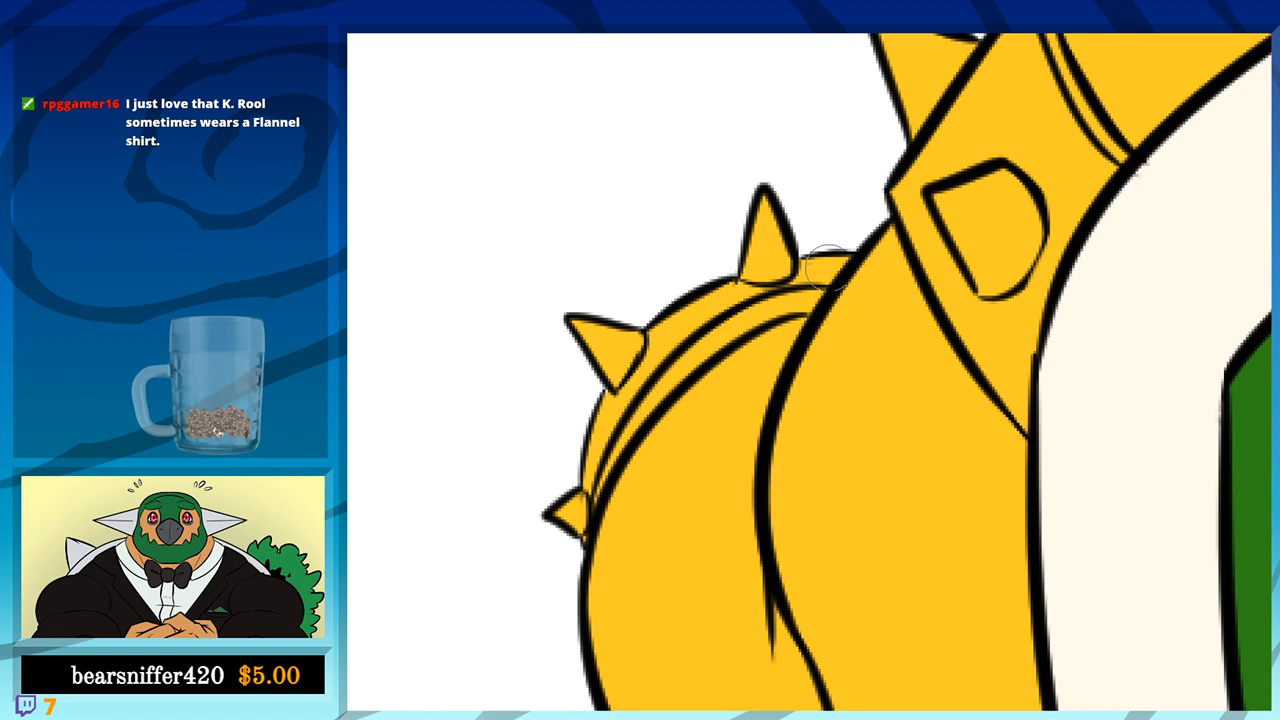 rpggamer16 I just love that K. Rool
sometimes wears a Flannel
shirt.
bearsniffer420 $5.00
7